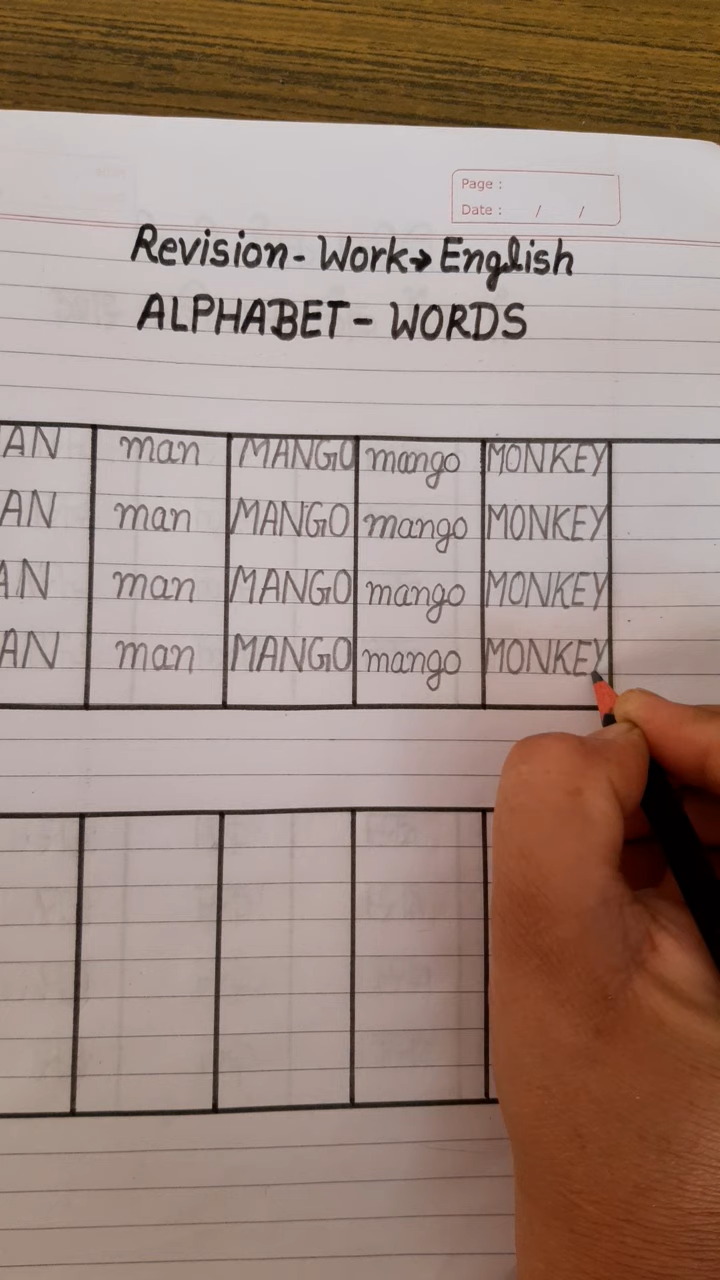 Page :
Date : / /
Revision - Work → English
ALPHABET - WORDS
AN man MANGO mango MONKEY
AN man MANGO mango MONKEY
AN man MANGO mango MONKEY
AN man MANGO mango MONKEY